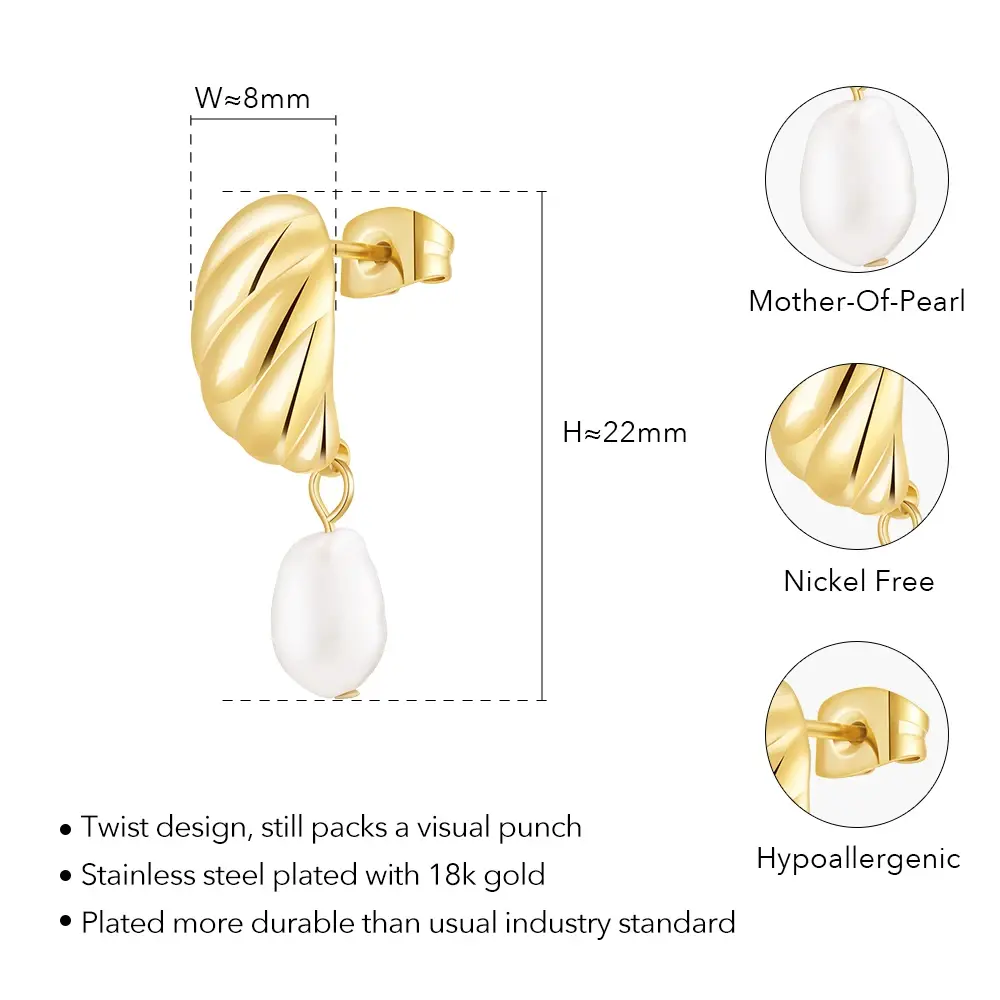 W≈8mm
H≈22mm
Mother-Of-Pearl
Nickel Free
Hypoallergenic
• Twist design, still packs a visual punch
• Stainless steel plated with 18k gold
• Plated more durable than usual industry standard